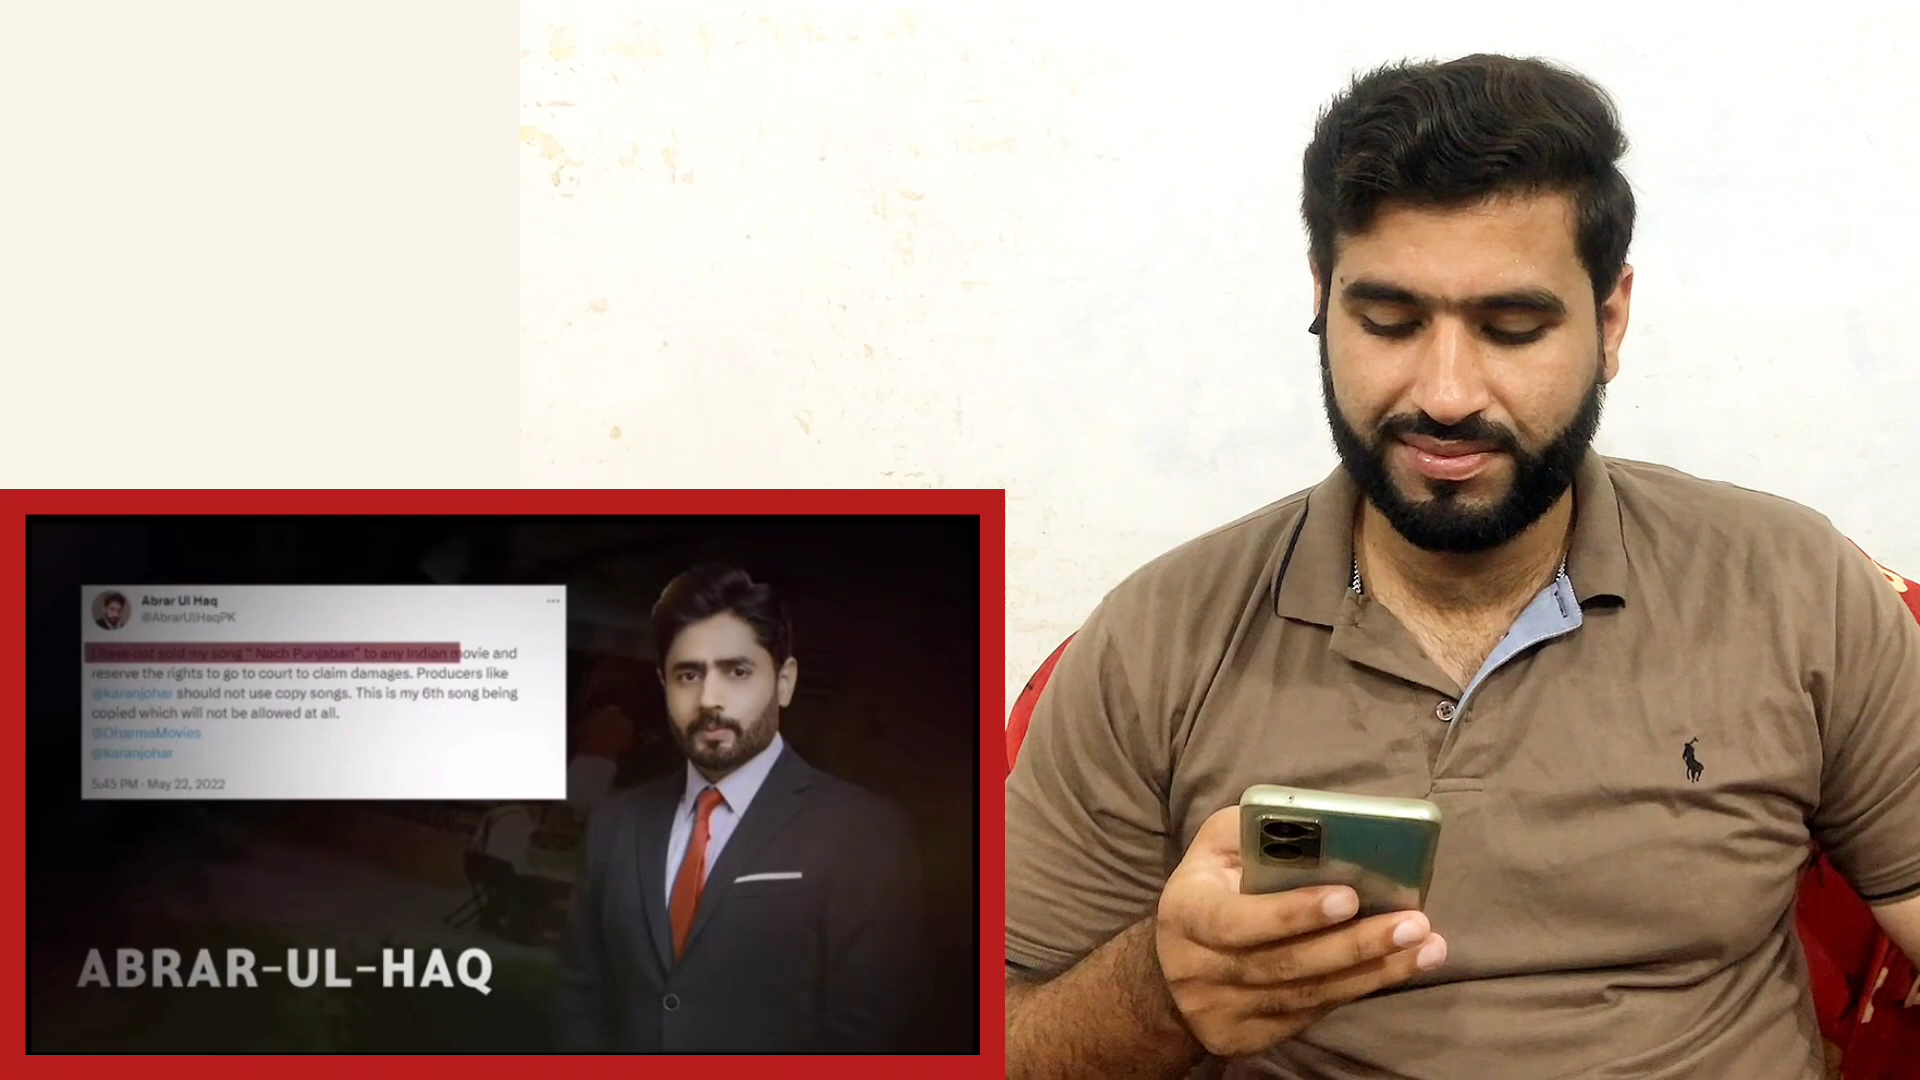 Abrar Ul Haq
@AbrarUlHaqPK
I have not sold my song " Nach Punjaban" to any Indian movie and
reserve the rights to go to court to claim damages. Producers like
@karanjohar should not use copy songs. This is my 6th song being
copied which will not be allowed at all.
@DharmaMovies
@karanjohar
5:45 PM · May 22, 2022
ABRAR-UL-HAQ